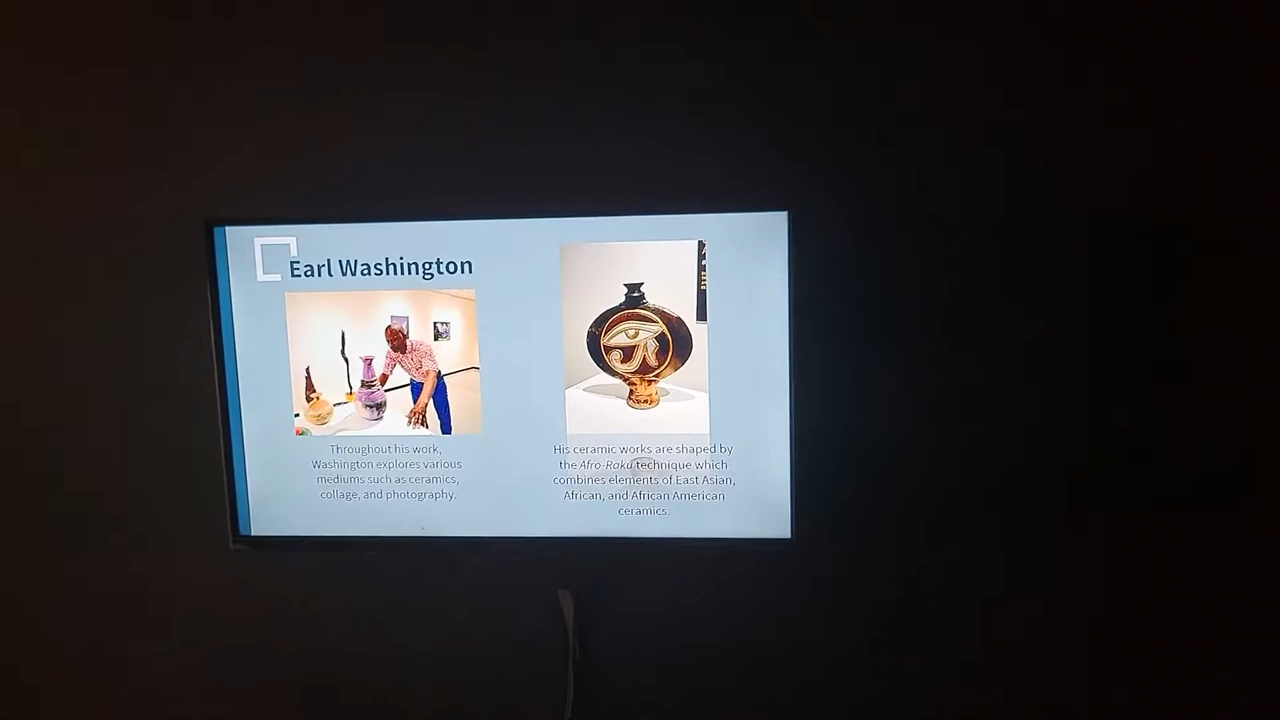 Earl Washington
Throughout his work,
Washington explores various
mediums such as ceramics,
collage, and photography.
His ceramic works are shaped by
the Afro-Raku technique which
combines elements of East Asian,
African, and African American
ceramics.